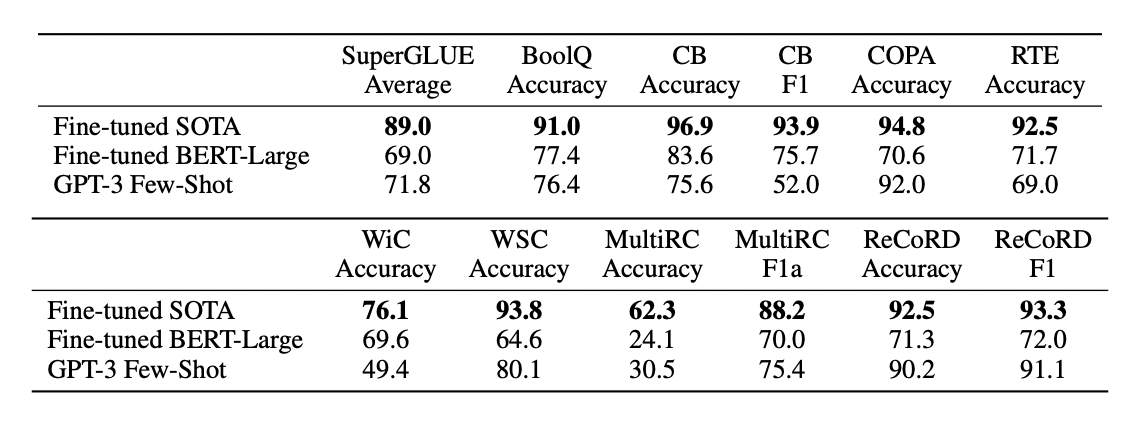 SuperGLUE BoolQ CB CB COPA RTE
Average Accuracy Accuracy F1 Accuracy Accuracy
Fine-tuned SOTA 89.0 91.0 96.9 93.9 94.8 92.5
Fine-tuned BERT-Large 69.0 77.4 83.6 75.7 70.6 71.7
GPT-3 Few-Shot 71.8 76.4 75.6 52.0 92.0 69.0
WiC WSC MultiRC MultiRC ReCoRD ReCoRD
Accuracy Accuracy Accuracy F1a Accuracy F1
Fine-tuned SOTA 76.1 93.8 62.3 88.2 92.5 93.3
Fine-tuned BERT-Large 69.6 64.6 24.1 70.0 71.3 72.0
GPT-3 Few-Shot 49.4 80.1 30.5 75.4 90.2 91.1